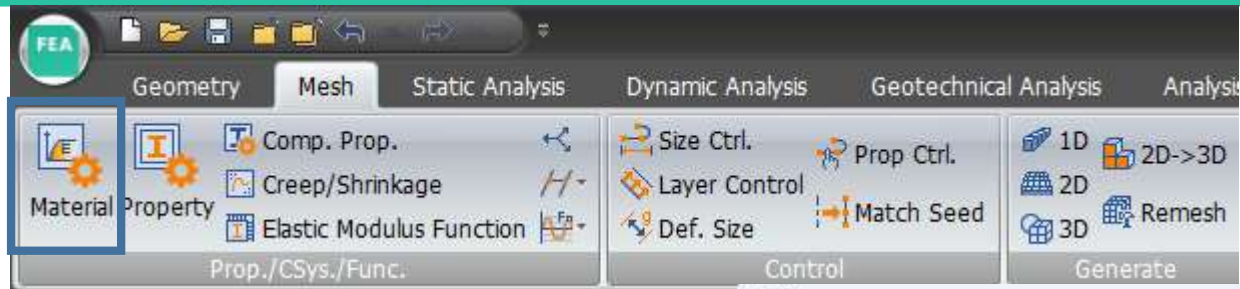 FEA
Geometry Mesh Static Analysis Dynamic Analysis Geotechnical Analysis Analysis
Material Property
Comp. Prop.
Creep/Shrinkage
Elastic Modulus Function
Prop./CSys./Func.
Size Ctrl.
Layer Control
Def. Size
Prop Ctrl.
Match Seed
Control
1D
2D
3D
2D->3D
Remesh
Generate